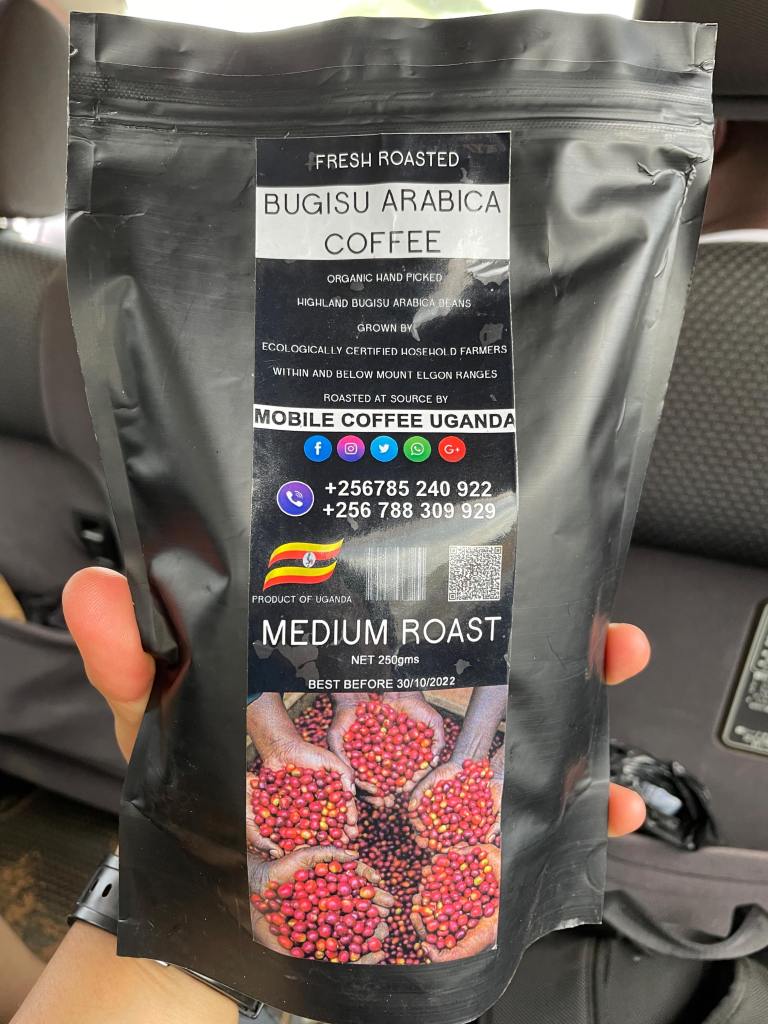 FRESH ROASTED
BUGISU ARABICA
COFFEE
ORGANIC HAND PICKED
HIGHLAND BUGISU ARABICA BEANS
GROWN BY
ECOLOGICALLY CERTIFIED HOSEHOLD FARMERS
WITHIN AND BELOW MOUNT ELGON RANGES
ROASTED AT SOURCE BY
MOBILE COFFEE UGANDA
f G+
+256785 240 922
+256 788 309 929
PRODUCT OF UGANDA
MEDIUM ROAST
NET 250gms
BEST BEFORE 30/10/2022